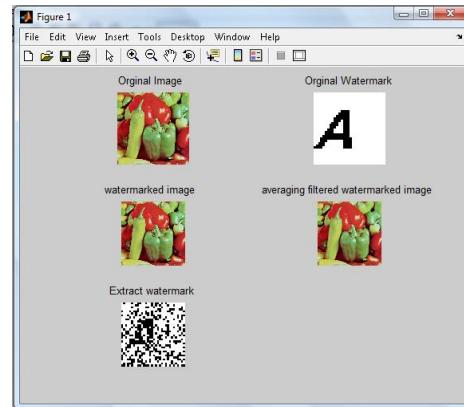 Figure 1
File Edit View Insert Tools Desktop Window Help
Orginal Image
Orginal Watermark
A
watermarked image
averaging filtered watermarked image
Extract watermark
A